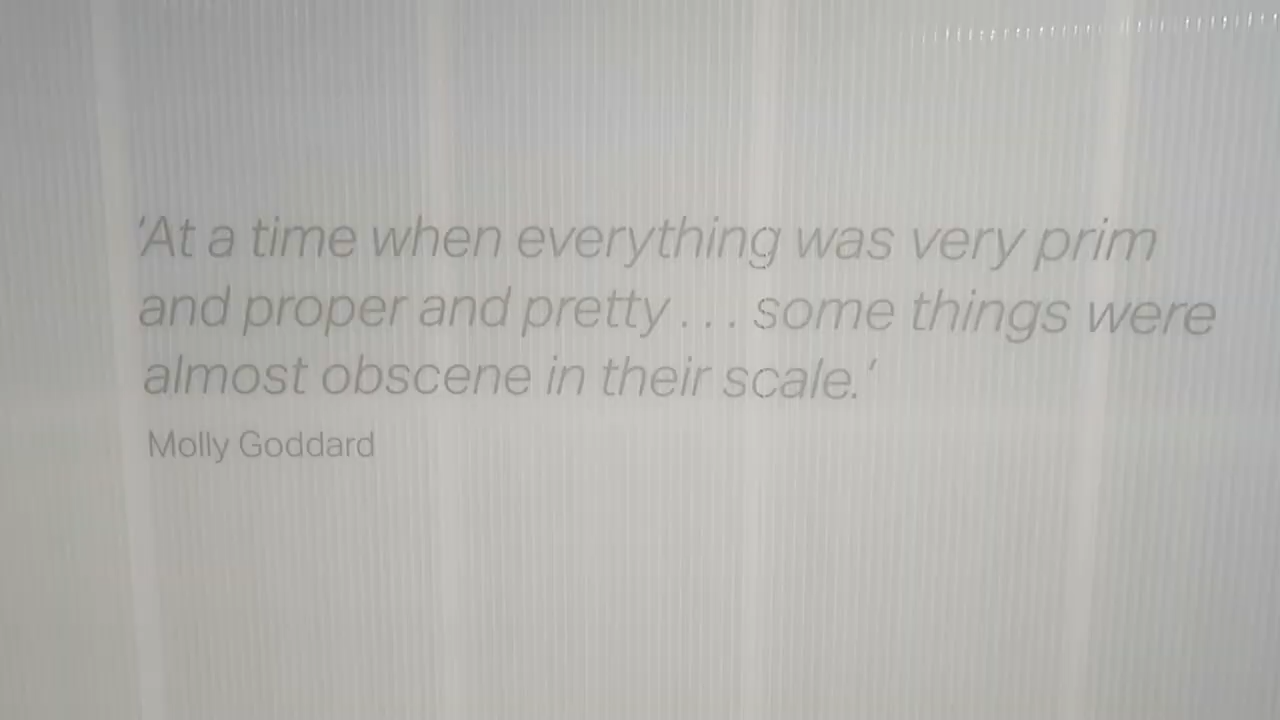 'At a time when everything was very prim
and proper and pretty . . . some things were
almost obscene in their scale.'
Molly Goddard